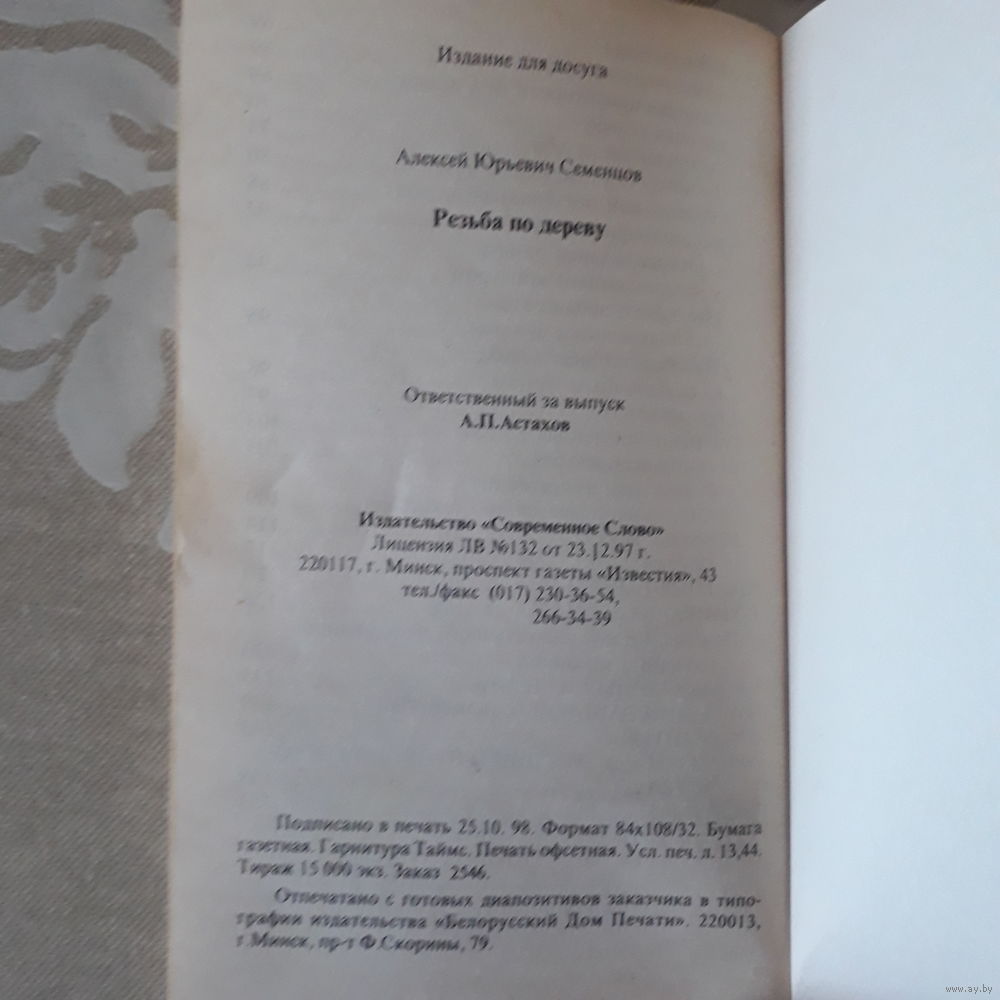 Издание для досуга
Алексей Юрьевич Семенцов
Резьба по дереву
Ответственный за выпуск
А.П.Астахов
Издательство «Современное Слово»
Лицензия ЛВ №132 от 23.12.97 г.
220117, г. Минск, проспект газеты «Известия», 43
тел./факс (017) 230-36-54,
266-34-39
Подписано в печать 25.10. 98. Формат 84x108/32. Бумага
газетная. Гарнитура Таймс. Печать офсетная. Усл. печ. л. 13,44.
Тираж 15 000 экз. Заказ 2546.
Отпечатано с готовых диапозитивов заказчика в типо-
графии издательства «Белорусский Дом Печати». 220013,
г.Минск, пр-т Ф.Скорины, 79.
www.ay.by